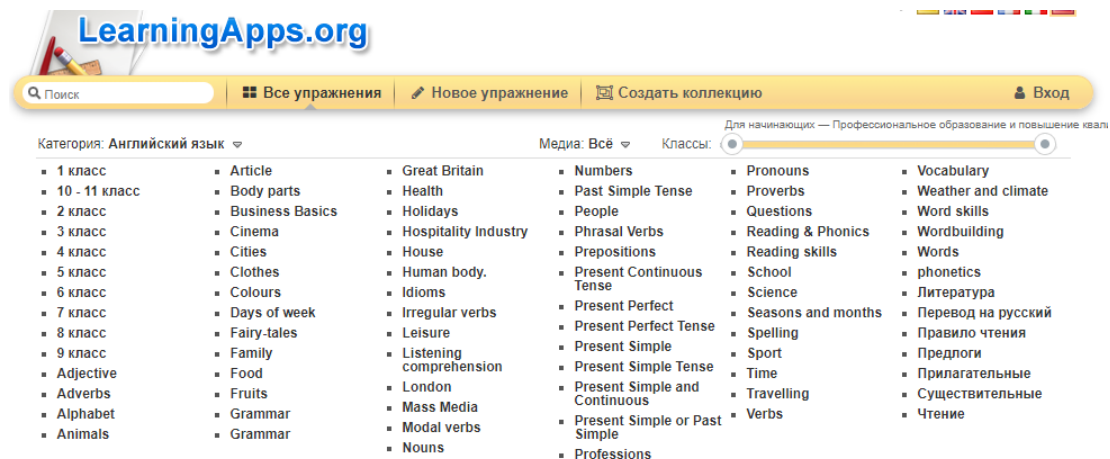 LearningApps.org
Поиск
Все упражнения
Новое упражнение
Создать коллекцию
Вход
Для начинающих — Профессиональное образование и повышение квали
Категория: Английский язык
Медиа: Всё
Классы:
1 класс
10 - 11 класс
2 класс
3 класс
4 класс
5 класс
6 класс
7 класс
8 класс
9 класс
Adjective
Adverbs
Alphabet
Animals
Article
Body parts
Business Basics
Cinema
Cities
Clothes
Colours
Days of week
Fairy-tales
Family
Food
Fruits
Grammar
Grammar
Great Britain
Health
Holidays
Hospitality Industry
House
Human body.
Idioms
Irregular verbs
Leisure
Listening
comprehension
London
Mass Media
Modal verbs
Nouns
Numbers
Past Simple Tense
People
Phrasal Verbs
Prepositions
Present Continuous
Tense
Present Perfect
Present Perfect Tense
Present Simple
Present Simple Tense
Present Simple and
Continuous
Present Simple or Past
Simple
Professions
Pronouns
Proverbs
Questions
Reading & Phonics
Reading skills
School
Science
Seasons and months
Spelling
Sport
Time
Travelling
Verbs
Vocabulary
Weather and climate
Word skills
Wordbuilding
Words
phonetics
Литература
Перевод на русский
Правило чтения
Предлоги
Прилагательные
Существительные
Чтение